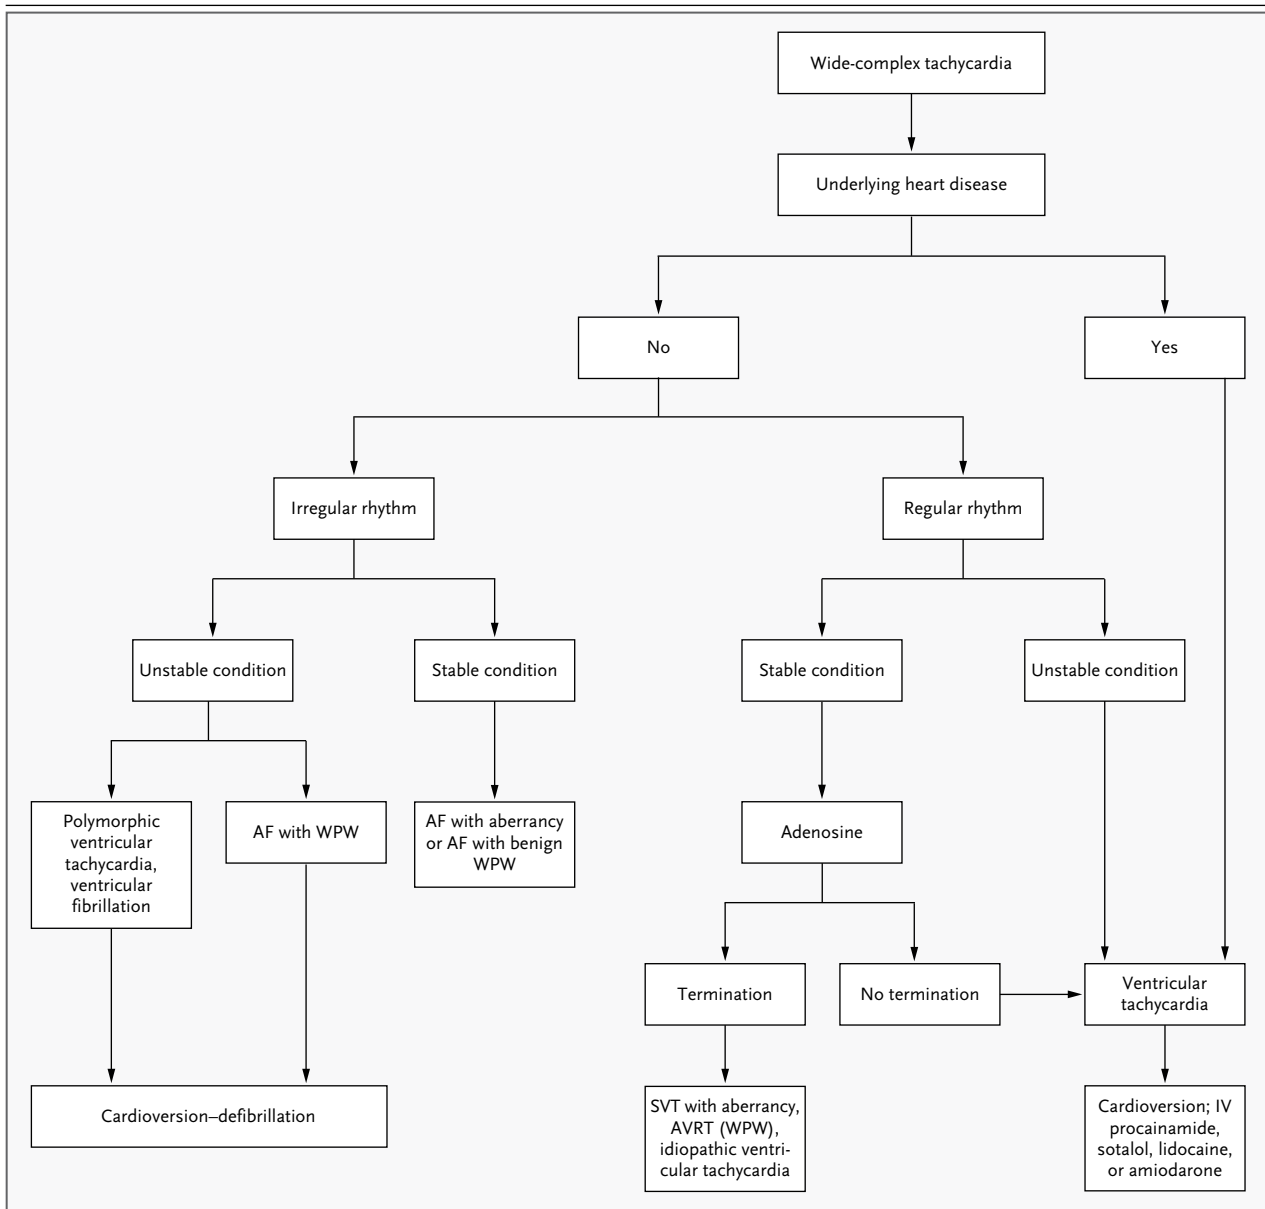 Wide-complex tachycardia
Underlying heart disease
No
Yes
Irregular rhythm
Regular rhythm
Unstable condition
Stable condition
Stable condition
Unstable condition
Polymorphic
ventricular
tachycardia,
ventricular
fibrillation
AF with WPW
AF with aberrancy
or AF with benign
WPW
Adenosine
Termination
No termination
Ventricular
tachycardia
Cardioversion–defibrillation
SVT with aberrancy,
AVRT (WPW),
idiopathic ventri-
cular tachycardia
Cardioversion; IV
procainamide,
sotalol, lidocaine,
or amiodarone